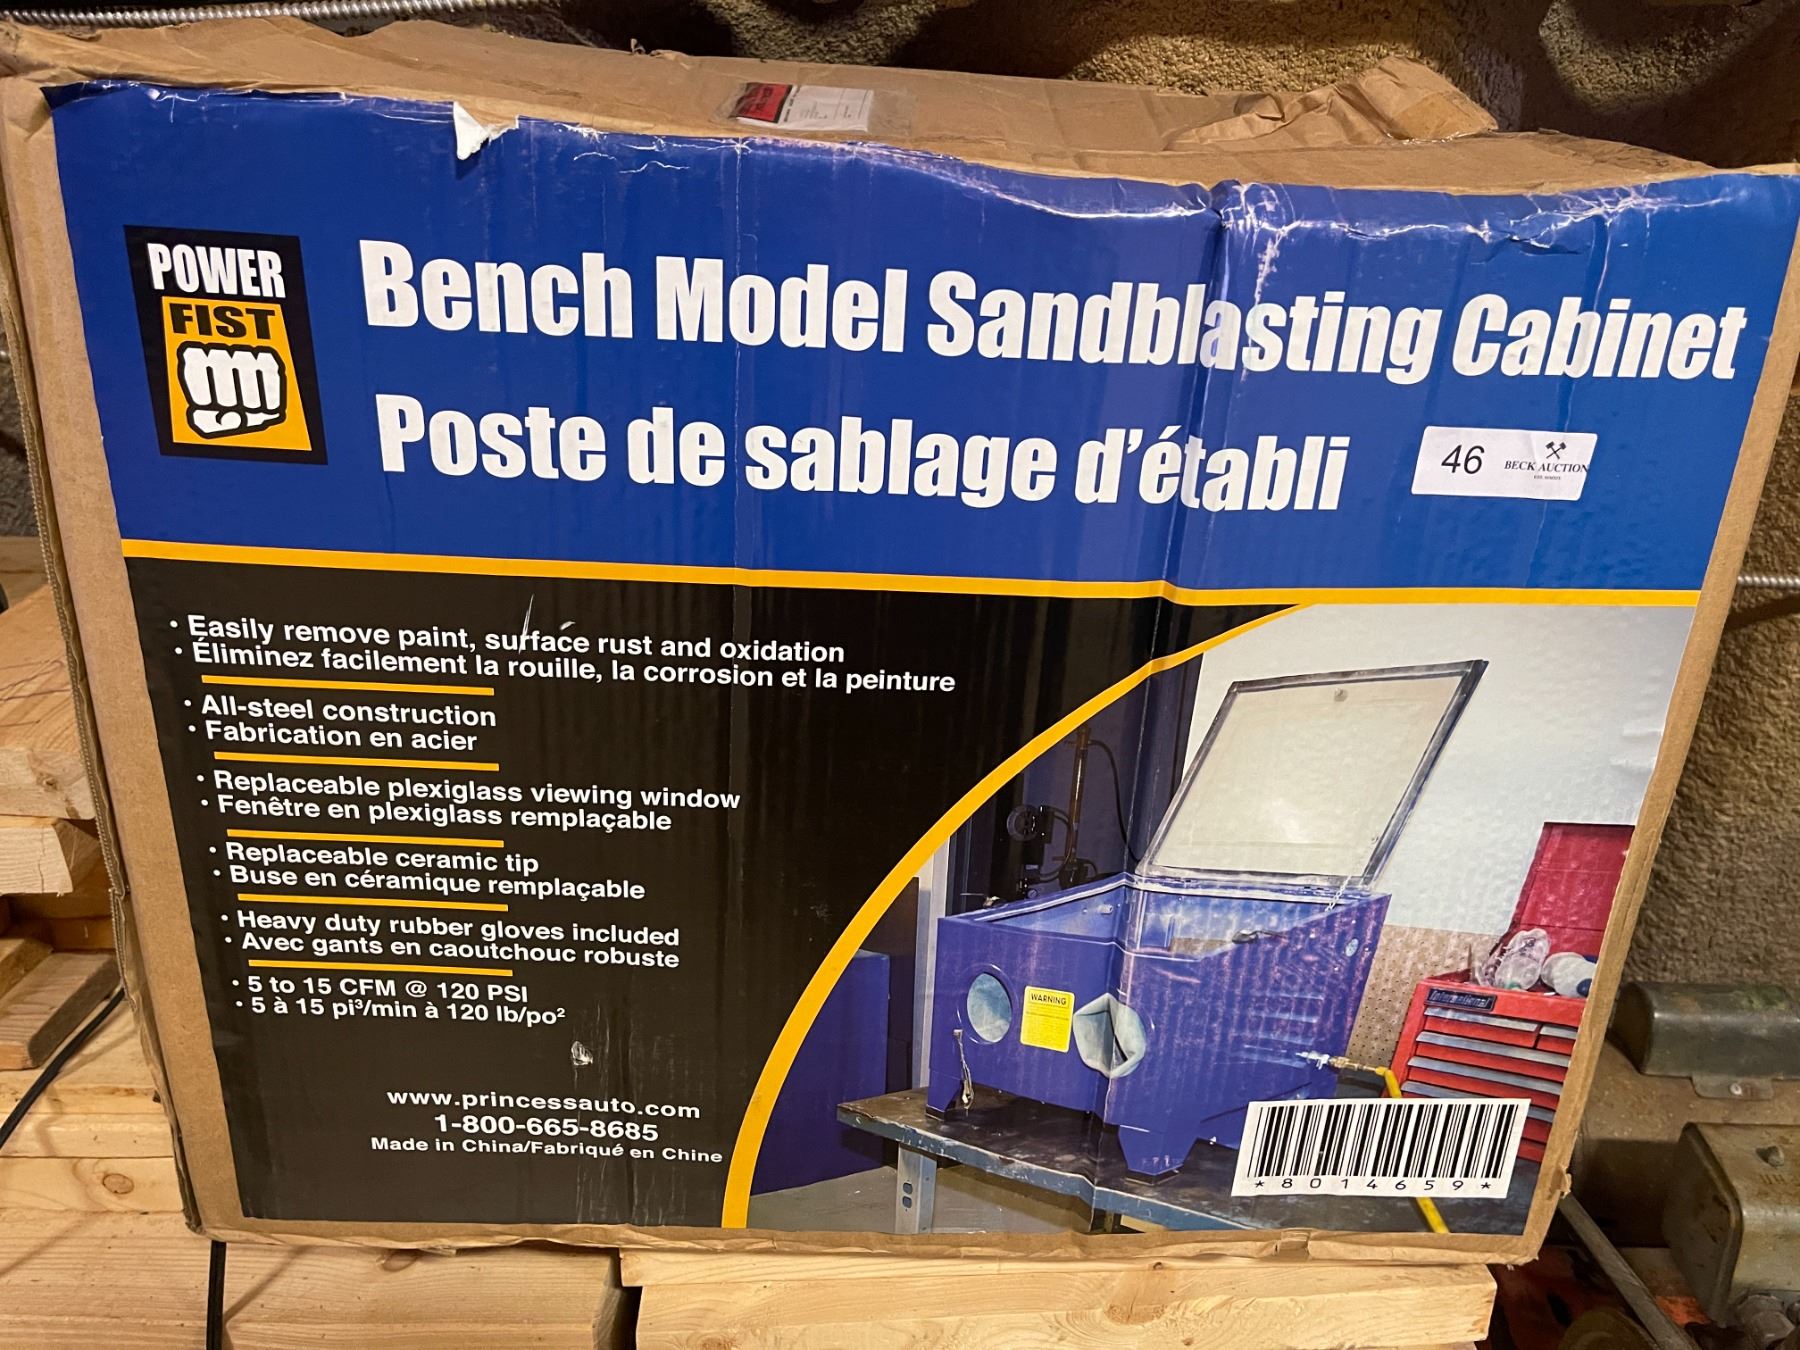 POWER
FIST
Bench Model Sandblasting Cabinet
Poste de sablage d'établi
46
BECK AUCTION
• Easily remove paint, surface rust and oxidation
• Éliminez facilement la rouille, la corrosion et la peinture
• All-steel construction
• Fabrication en acier
• Replaceable plexiglass viewing window
• Fenêtre en plexiglass remplaçable
• Replaceable ceramic tip
• Buse en céramique remplaçable
• Heavy duty rubber gloves included
• Avec gants en caoutchouc robuste
• 5 to 15 CFM @ 120 PSI
• 5 à 15 pi³/min à 120 lb/po²
www.princessauto.com
1-800-665-8685
Made in China/Fabriqué en Chine
WARNING
International
*8014659*